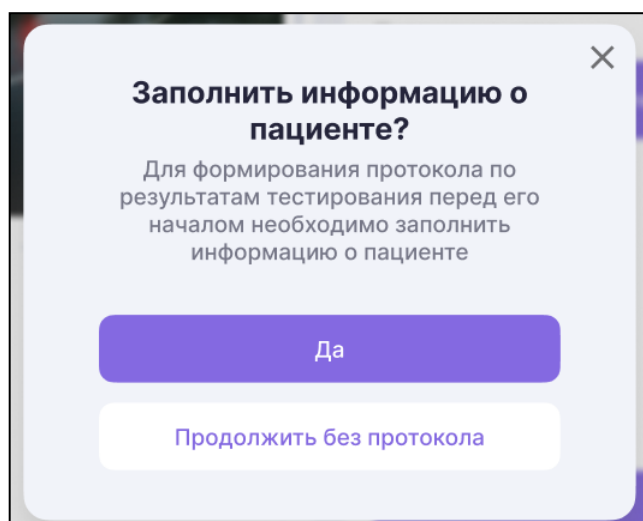 Заполнить информацию о
пациенте?
Для формирования протокола по
результатам тестирования перед его
началом необходимо заполнить
информацию о пациенте
Да
Продолжить без протокола